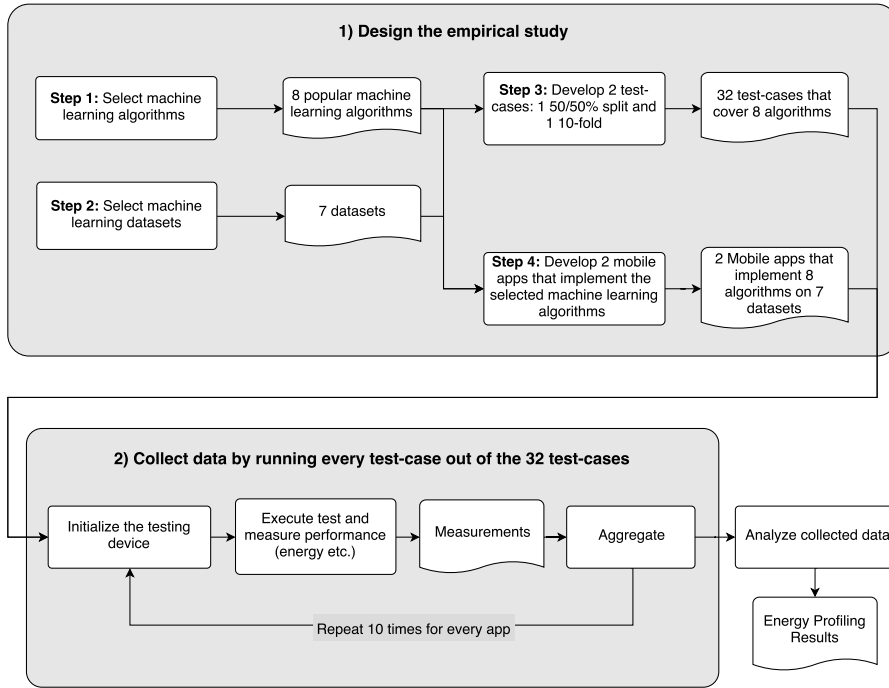 1) Design the empirical study
Step 1: Select machine
learning algorithms
8 popular machine
learning algorithms
Step 3: Develop 2 test-
cases: 1 50/50% split and
1 10-fold
32 test-cases that
cover 8 algorithms
Step 2: Select machine
learning datasets
7 datasets
Step 4: Develop 2 mobile
apps that implement the
selected machine learning
algorithms
2 Mobile apps that
implement 8
algorithms on 7
datasets
2) Collect data by running every test-case out of the 32 test-cases
Initialize the testing
device
Execute test and
measure performance
(energy etc.)
Measurements
Aggregate
Analyze collected data
Repeat 10 times for every app
Energy Profiling
Results